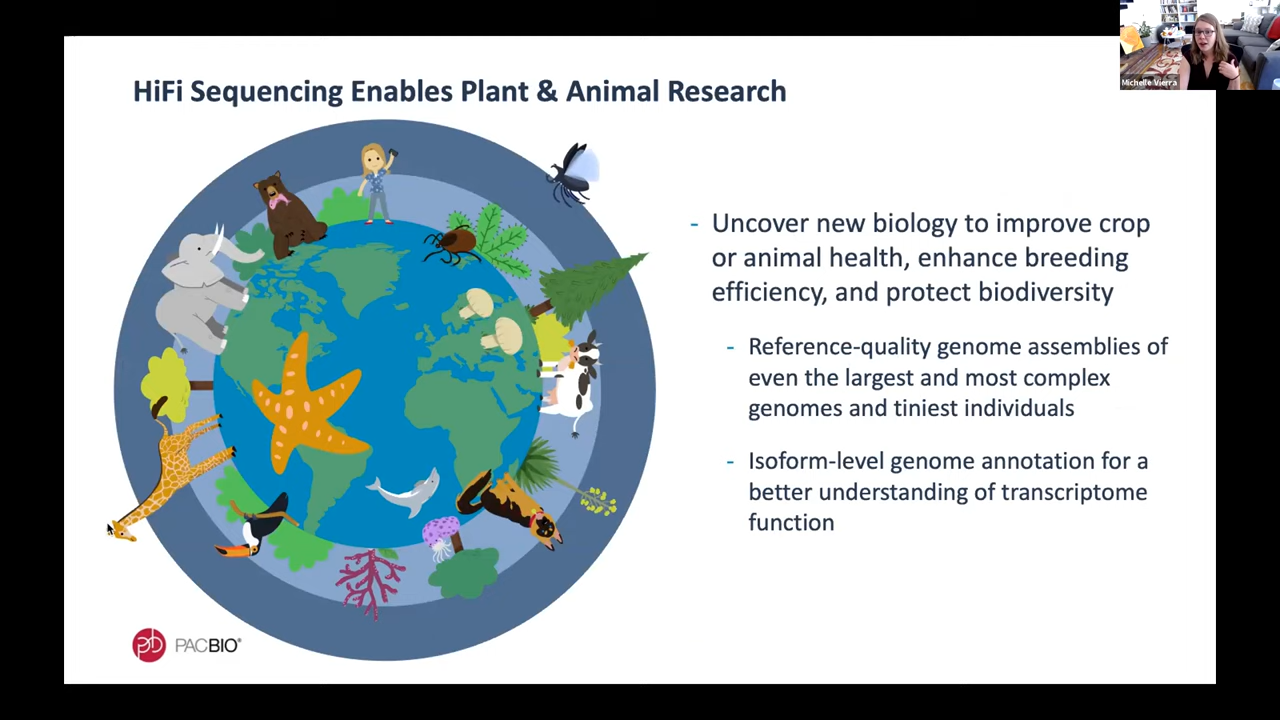 Michelle Vierra
HiFi Sequencing Enables Plant & Animal Research
- Uncover new biology to improve crop
or animal health, enhance breeding
efficiency, and protect biodiversity
- Reference-quality genome assemblies of
even the largest and most complex
genomes and tiniest individuals
- Isoform-level genome annotation for a
better understanding of transcriptome
function
PACBIO®